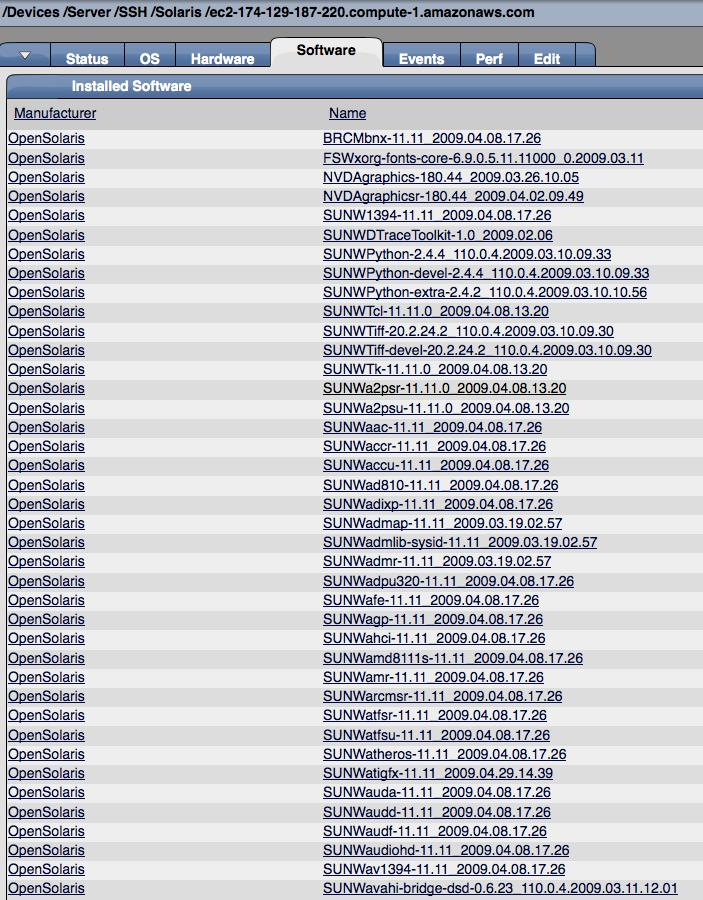 /Devices /Server /SSH /Solaris /ec2-174-129-187-220.compute-1.amazonaws.com
Status OS Hardware Software Events Perf Edit
Installed Software
Manufacturer Name
OpenSolaris BRCMbnx-11.11_2009.04.08.17.26
OpenSolaris FSWxorg-fonts-core-6.9.0.5.11.11000_0.2009.03.11
OpenSolaris NVDAgraphics-180.44_2009.03.26.10.05
OpenSolaris NVDAgraphicsr-180.44_2009.04.02.09.49
OpenSolaris SUNW1394-11.11_2009.04.08.17.26
OpenSolaris SUNWDTraceToolkit-1.0_2009.02.06
OpenSolaris SUNWPython-2.4.4_110.0.4.2009.03.10.09.33
OpenSolaris SUNWPython-devel-2.4.4_110.0.4.2009.03.10.09.33
OpenSolaris SUNWPython-extra-2.4.2_110.0.4.2009.03.10.10.56
OpenSolaris SUNWTcl-11.11.0_2009.04.08.13.20
OpenSolaris SUNWTiff-20.2.24.2_110.0.4.2009.03.10.09.30
OpenSolaris SUNWTiff-devel-20.2.24.2_110.0.4.2009.03.10.09.30
OpenSolaris SUNWTk-11.11.0_2009.04.08.13.20
OpenSolaris SUNWa2psr-11.11.0_2009.04.08.13.20
OpenSolaris SUNWa2psu-11.11.0_2009.04.08.13.20
OpenSolaris SUNWaac-11.11_2009.04.08.17.26
OpenSolaris SUNWaccr-11.11_2009.04.08.17.26
OpenSolaris SUNWaccu-11.11_2009.04.08.17.26
OpenSolaris SUNWad810-11.11_2009.04.08.17.26
OpenSolaris SUNWadixp-11.11_2009.04.08.17.26
OpenSolaris SUNWadmap-11.11_2009.03.19.02.57
OpenSolaris SUNWadmlib-sysid-11.11_2009.03.19.02.57
OpenSolaris SUNWadmr-11.11_2009.03.19.02.57
OpenSolaris SUNWadpu320-11.11_2009.04.08.17.26
OpenSolaris SUNWafe-11.11_2009.04.08.17.26
OpenSolaris SUNWagp-11.11_2009.04.08.17.26
OpenSolaris SUNWahci-11.11_2009.04.08.17.26
OpenSolaris SUNWamd8111s-11.11_2009.04.08.17.26
OpenSolaris SUNWamr-11.11_2009.04.08.17.26
OpenSolaris SUNWarcmsr-11.11_2009.04.08.17.26
OpenSolaris SUNWatfsr-11.11_2009.04.08.17.26
OpenSolaris SUNWatfsu-11.11_2009.04.08.17.26
OpenSolaris SUNWatheros-11.11_2009.04.08.17.26
OpenSolaris SUNWatigfx-11.11_2009.04.29.14.39
OpenSolaris SUNWauda-11.11_2009.04.08.17.26
OpenSolaris SUNWaudd-11.11_2009.04.08.17.26
OpenSolaris SUNWaudf-11.11_2009.04.08.17.26
OpenSolaris SUNWaudiohd-11.11_2009.04.08.17.26
OpenSolaris SUNWav1394-11.11_2009.04.08.17.26
OpenSolaris SUNWavahi-bridge-dsd-0.6.23_110.0.4.2009.03.11.12.01